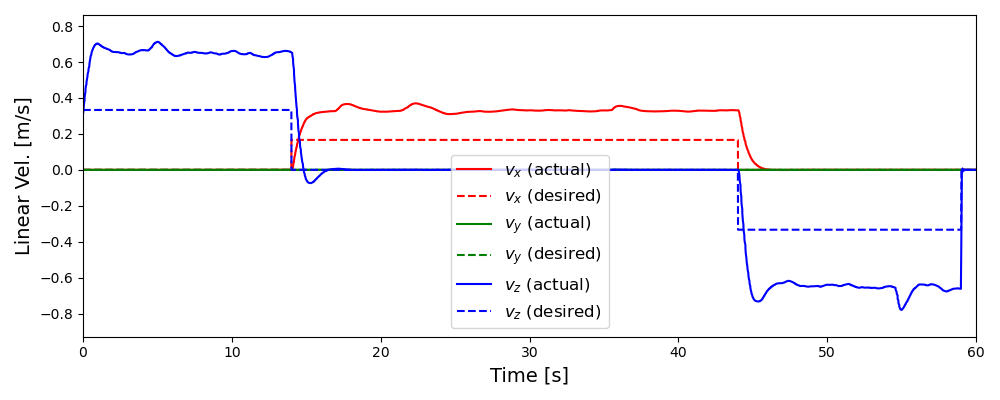 Linear Vel. [m/s]
0.8
0.6
0.4
0.2
0.0
−0.2
−0.4
−0.6
−0.8
v_x (actual)
v_x (desired)
v_y (actual)
v_y (desired)
v_z (actual)
v_z (desired)
0 10 20 30 40 50 60
Time [s]